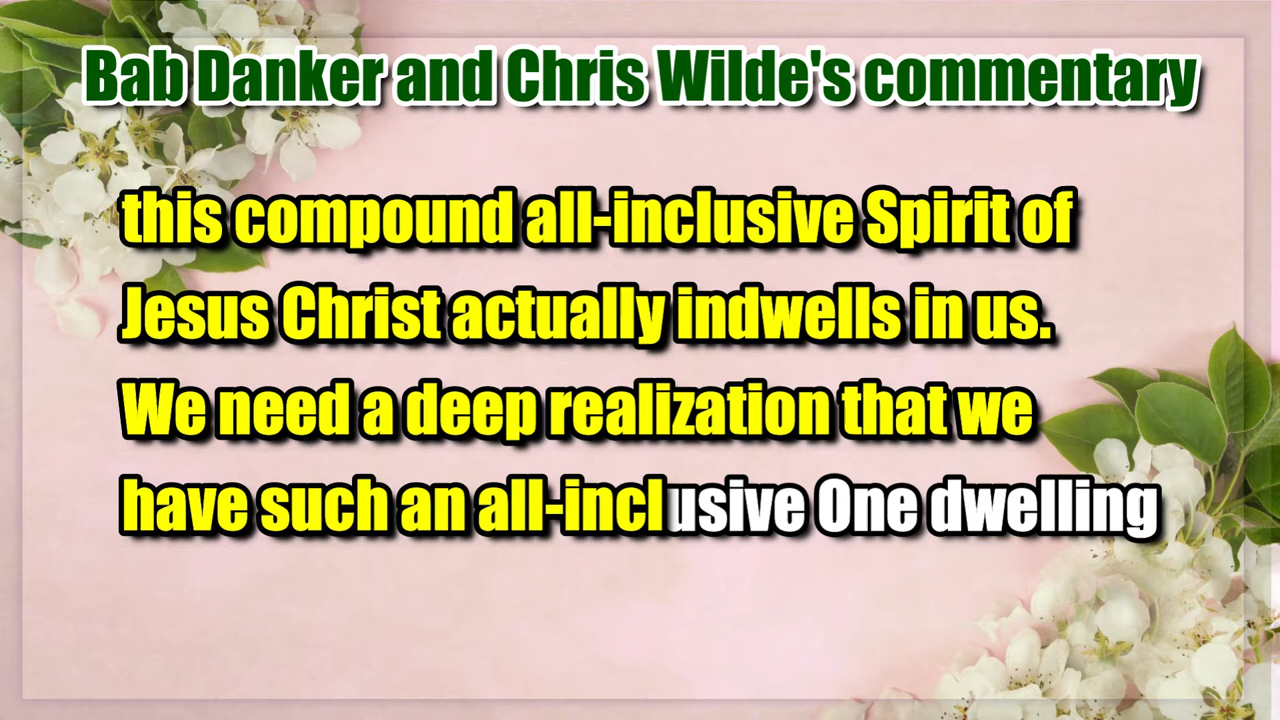 Bab Danker and Chris Wilde's commentary
this compound all-inclusive Spirit of
Jesus Christ actually indwells in us.
We need a deep realization that we
have such an all-inclusive One dwelling